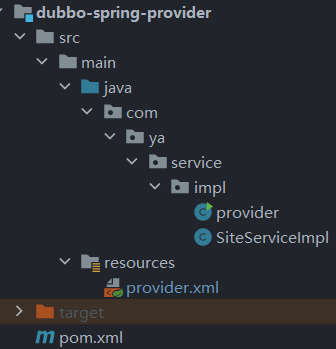 dubbo-spring-provider
src
main
java
com
ya
service
impl
provider
SiteServiceImpl
resources
provider.xml
target
pom.xml